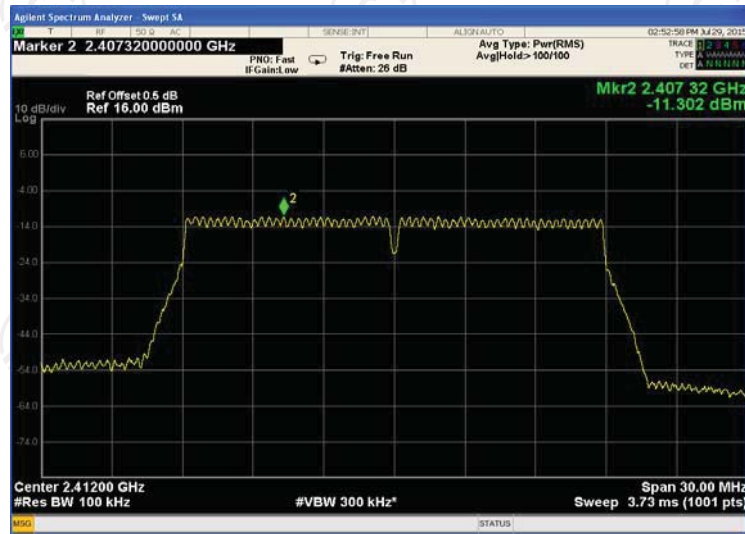 Agilent Spectrum Analyzer - Swept SA
T RF 50 Ω AC SENSE:INT ALIGN AUTO 02:52:58 PM Jul 29, 2015
Marker 2 2.407320000000 GHz
PNO: Fast
IFGain:Low
Trig: Free Run
#Atten: 26 dB
Avg Type: Pwr(RMS)
Avg|Hold:> 100/100
TRACE
TYPE
DET A N N N N N
Mkr2 2.407 32 GHz
-11.302 dBm
Ref Offset 0.5 dB
10 dB/div Ref 16.00 dBm
Log
6.00
-4.00
2
-14.0
-24.0
-34.0
-44.0
-54.0
-64.0
-74.0
Center 2.41200 GHz Span 30.00 MHz
#Res BW 100 kHz #VBW 300 kHz* Sweep 3.73 ms (1001 pts)
MSG STATUS